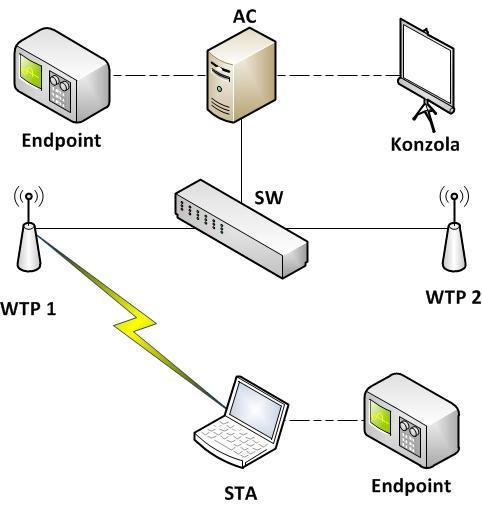 AC
Endpoint
Konzola
SW
WTP 1
WTP 2
STA
Endpoint